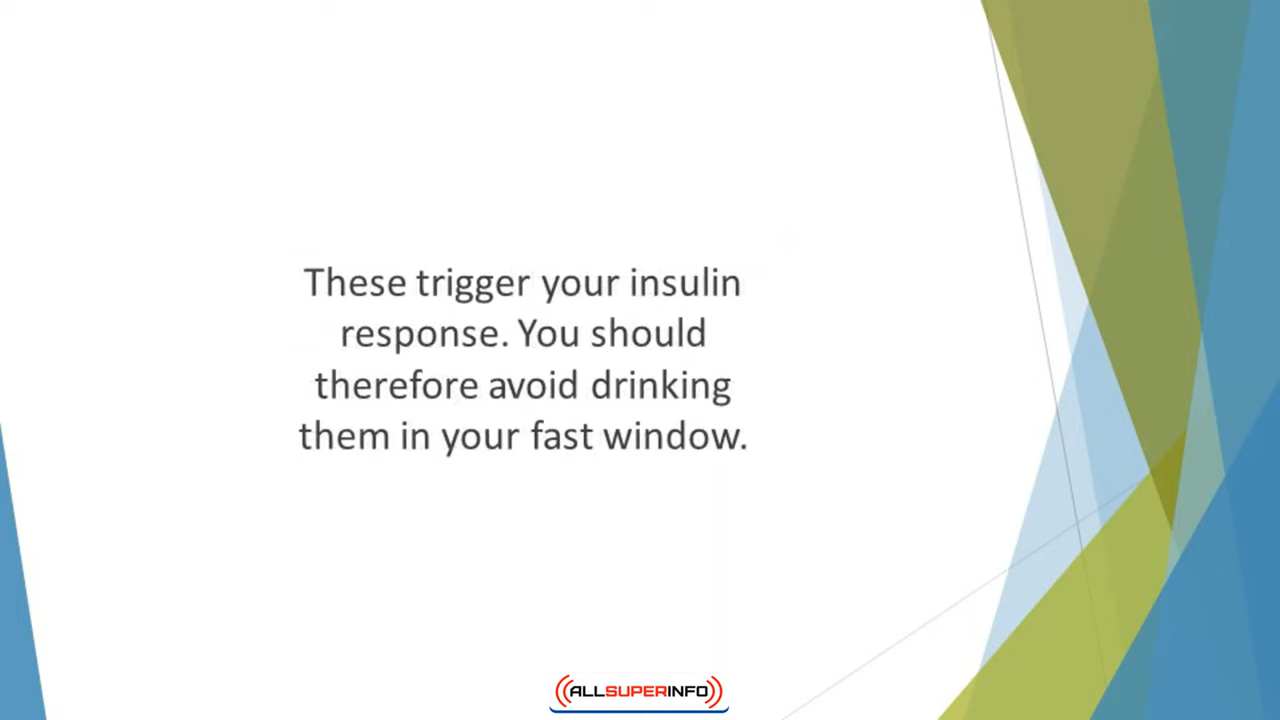 These trigger your insulin
response. You should
therefore avoid drinking
them in your fast window.
ALLSUPERINFO